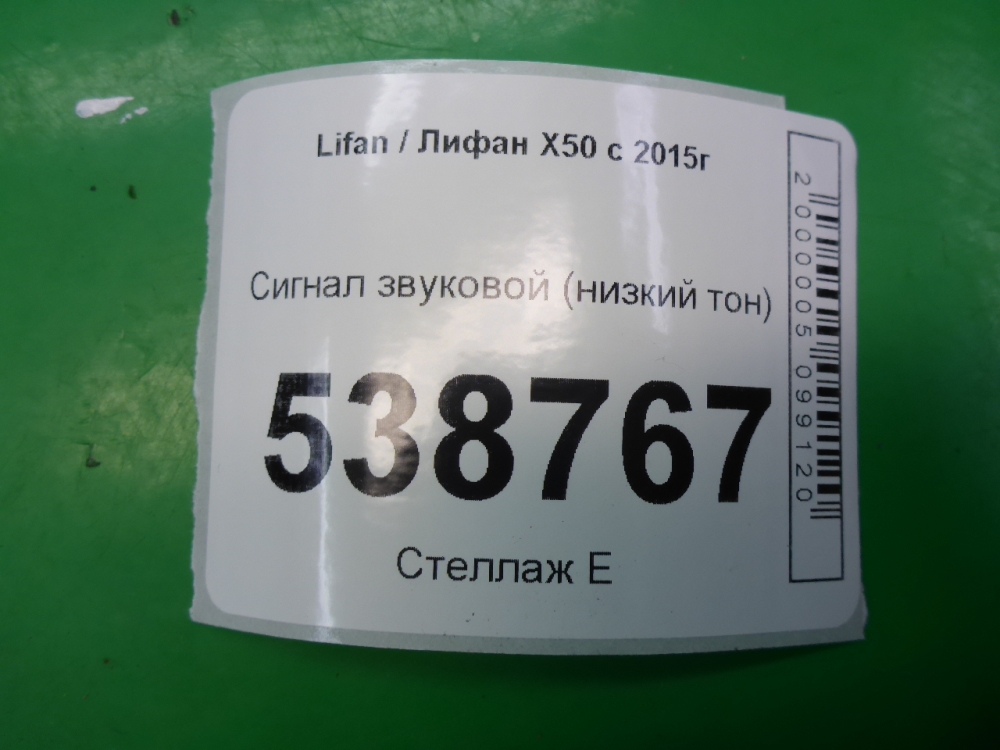 Lifan / Лифан X50 с 2015г
Сигнал звуковой (низкий тон)
538767
Стеллаж Е
2000005099120